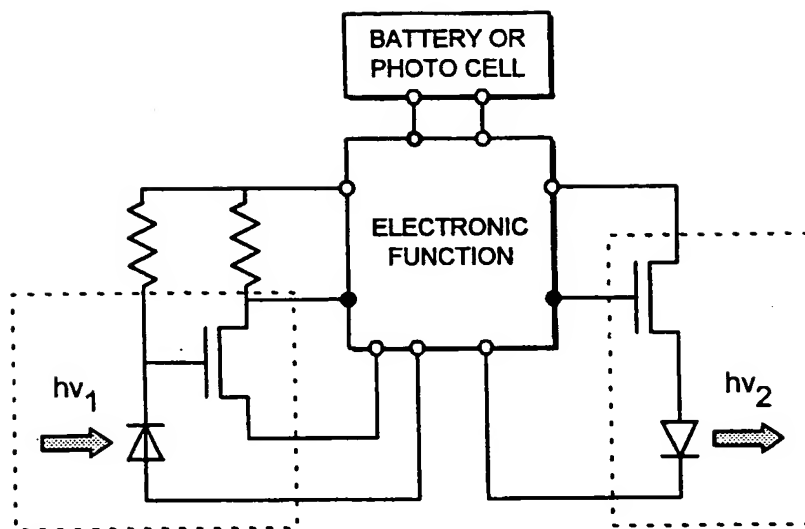 BATTERY OR
PHOTO CELL
ELECTRONIC
FUNCTION
hv1
hv2